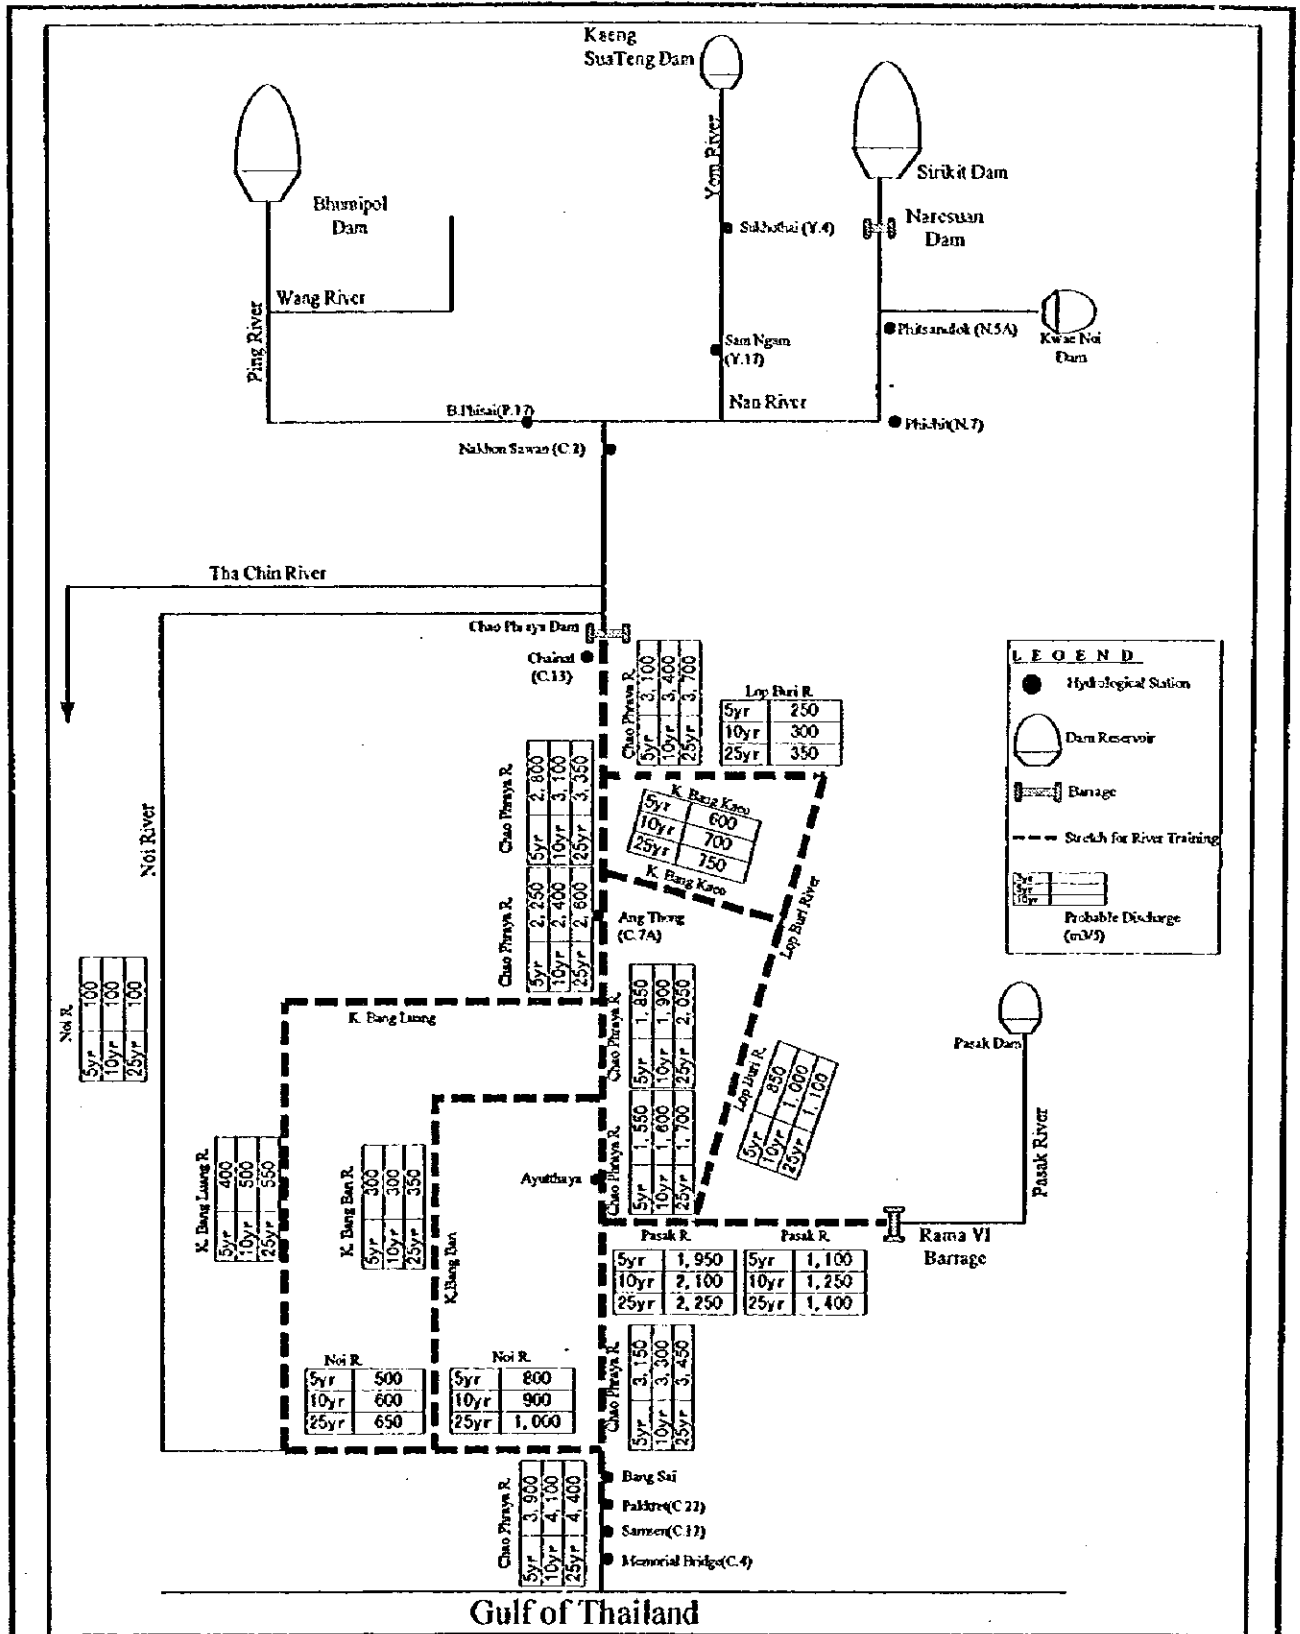 Kaeng
SuaTeng Dam
Bhumipol
Dam
Sirikit Dam
Yom River
Sukhothai (Y.4)
Naresuan
Dam
Wang River
Ping River
Sam Ngam
(Y.17)
Phitsanulok (N.5A)
Kwae Noi
Dam
Nan River
B.Phisai(P.17)
Phichit(N.7)
Nakhon Sawan (C.2)
Tha Chin River
Chao Phraya Dam
Chainat
(C.13)
Chao Phraya R.
5yr 3,100
10yr 3,400
25yr 3,700
Lop Buri R.
5yr 250
10yr 300
25yr 350
LEGEND
Hydrological Station
Dam Reservoir
Barrage
Stretch for River Training
Probable Discharge
(m3/S)
Chao Phraya R.
5yr 2,800
10yr 3,100
25yr 3,350
K. Bang Kaeo
5yr 600
10yr 700
25yr 750
K. Bang Kaeo
Noi River
Chao Phraya R.
5yr 2,250
10yr 2,400
25yr 2,600
Ang Thong
(C.7A)
Lop Buri River
Noi R.
5yr 100
10yr 100
25yr 100
K. Bang Luang
Chao Phraya R.
5yr 1,850
10yr 1,900
25yr 2,050
Pasak Dam
Lop Buri R.
5yr 850
10yr 1,000
25yr 1,100
Chao Phraya R.
5yr 1,550
10yr 1,600
25yr 1,700
K. Bang Luang R.
5yr 400
10yr 500
25yr 550
K. Bang Ban R.
5yr 300
10yr 300
25yr 350
Ayutthaya
Pasak River
K.Bang Ban
Pasak R.
5yr 1,950
10yr 2,100
25yr 2,250
Pasak R.
5yr 1,100
10yr 1,250
25yr 1,400
Rama VI
Barrage
Noi R.
5yr 500
10yr 600
25yr 650
Noi R.
5yr 800
10yr 900
25yr 1,000
Chao Phraya R.
5yr 3,150
10yr 3,300
25yr 3,450
Chao Phraya R.
5yr 3,900
10yr 4,100
25yr 4,400
Bang Sai
Pakkret(C.22)
Samsen(C.12)
Memorial Bridge(C.4)
Gulf of Thailand